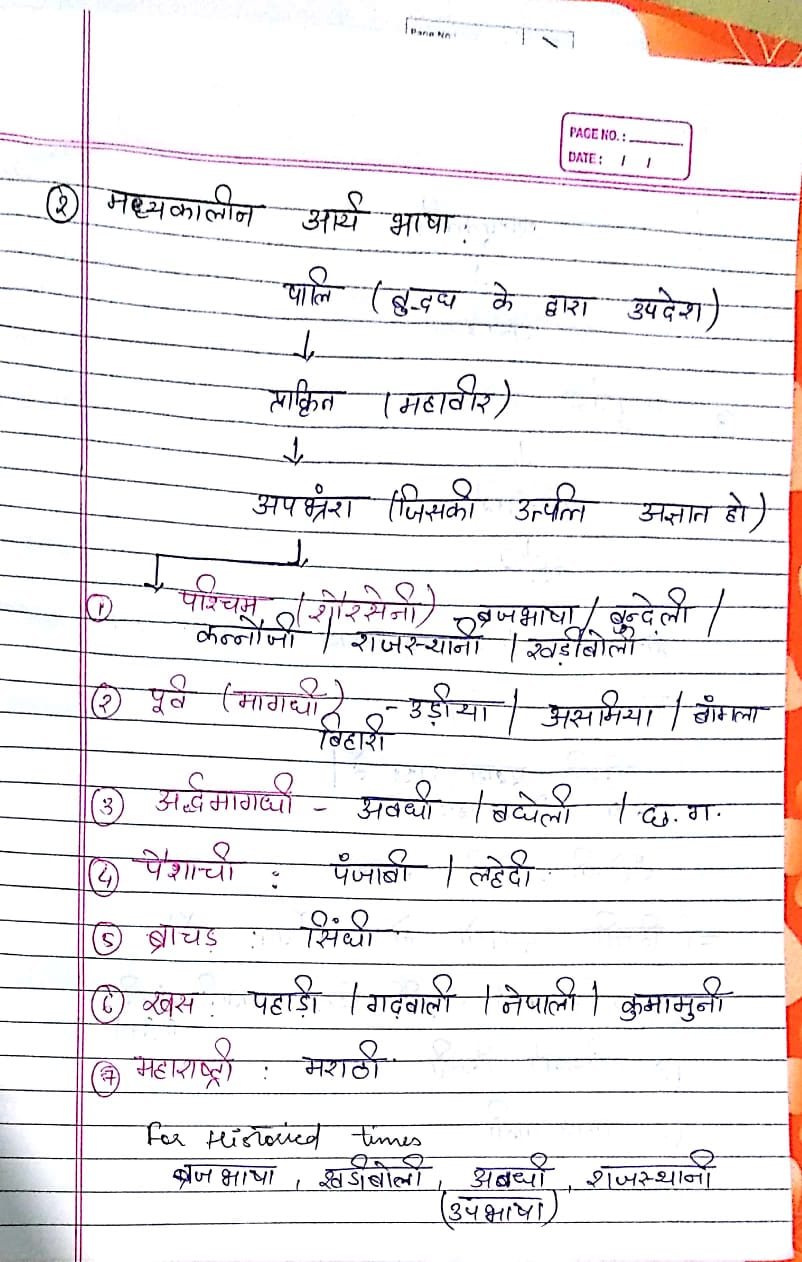 Page No.
PAGE NO. :
DATE : / /
② मध्यकालीन आर्य भाषा :
पालि (बुद्ध के द्वारा उपदेश)
↓
प्राक्रित (महावीर)
↓
अपभ्रंश (जिसकी उत्पत्ति अज्ञात हो)
① पश्चिम (शौरसेनी) ब्रजभाषा / बुन्देली /
कन्नौजी / राजस्थानी / खड़ीबोली
② पूर्व (मागधी) - उड़ीया / असमिया / बांगला
बिहारी
③ अर्द्धमागधी - अवधी / बघेली / छ.ग.
④ पैशाची : पंजाबी / लहेदी
⑤ ब्राचड़ : सिंधी
⑥ खस : पहाड़ी / गढ़वाली / नेपाली / कुमामुनी
⑦ महाराष्ट्री : मराठी
For Historied times
ब्रजभाषा , खडीबोली , अवधी , राजस्थानी
(उपभाषा)